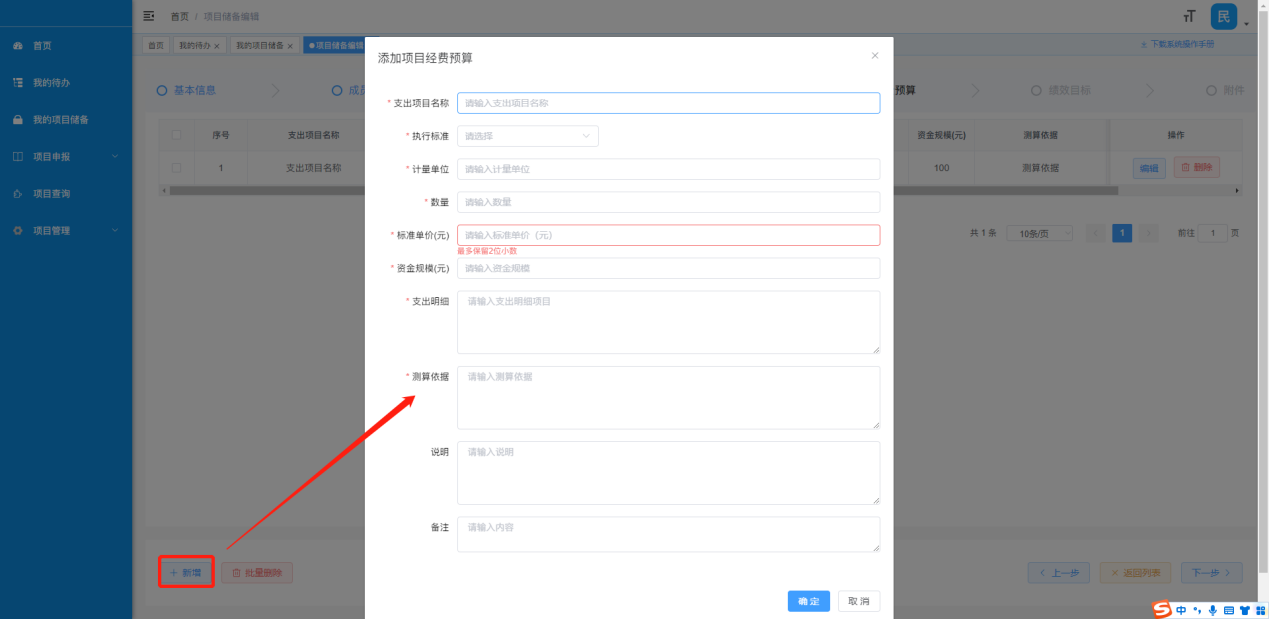 首页 / 项目储备编辑
民
首页
我的待办 ×
我的项目储备 ×
项目储备编辑
下载系统操作手册
首页
我的待办
我的项目储备
项目申报
项目查询
项目管理
基本信息
成员
预算
绩效目标
附件
序号
支出项目名称
资金规模(元)
测算依据
操作
1
支出项目名称
100
测算依据
编辑
删除
共 1 条
10条/页
1
前往 1 页
添加项目经费预算
* 支出项目名称 请输入支出项目名称
* 执行标准 请选择
* 计量单位 请输入计量单位
* 数量 请输入数量
* 标准单价(元) 请输入标准单价（元）
最多保留2位小数
* 资金规模(元) 请输入资金规模
* 支出明细 请输入支出明细项目
* 测算依据 请输入测算依据
说明 请输入说明
备注 请输入内容
确 定
取 消
+ 新增
批量删除
上一步
× 返回列表
下一步
中